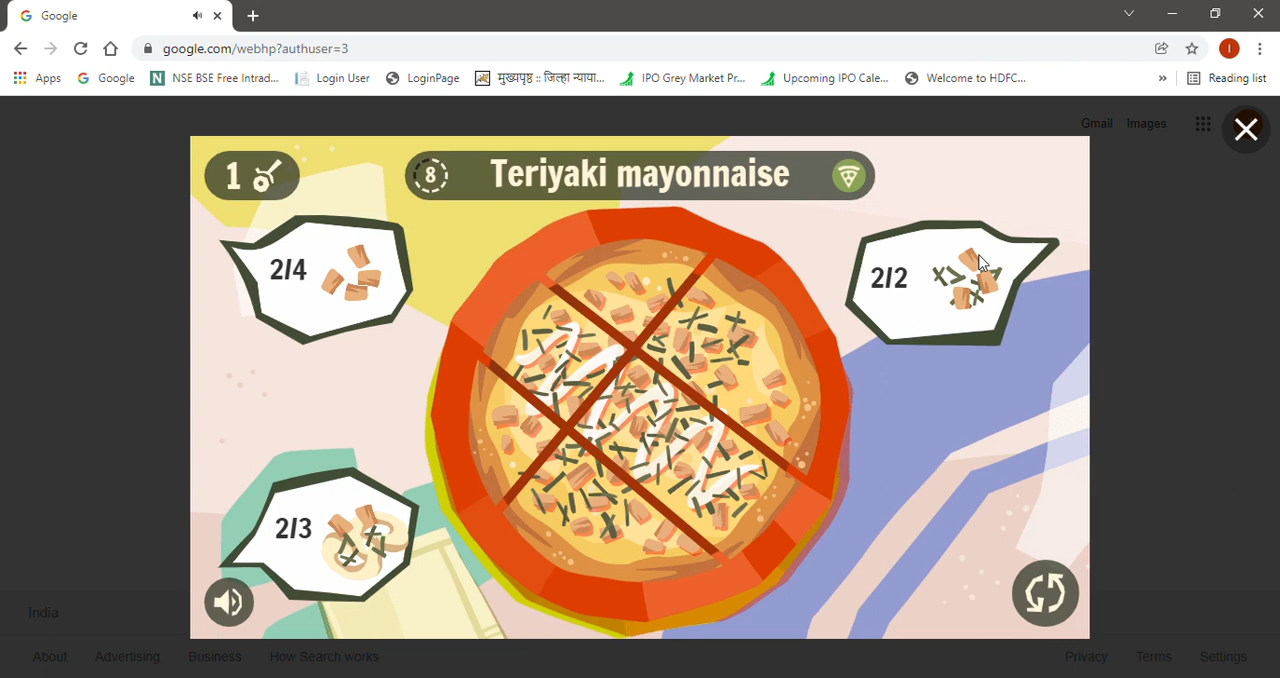 Google
google.com/webhp?authuser=3
Apps Google NSE BSE Free Intrad... Login User LoginPage मुख्यपृष्ठ :: जिल्हा न्याया... IPO Grey Market Pr... Upcoming IPO Cale... Welcome to HDFC... » Reading list
I
Gmail Images
1 8 Teriyaki mayonnaise
2/4
2/2
2/3
India
About Advertising Business How Search works Privacy Terms Settings